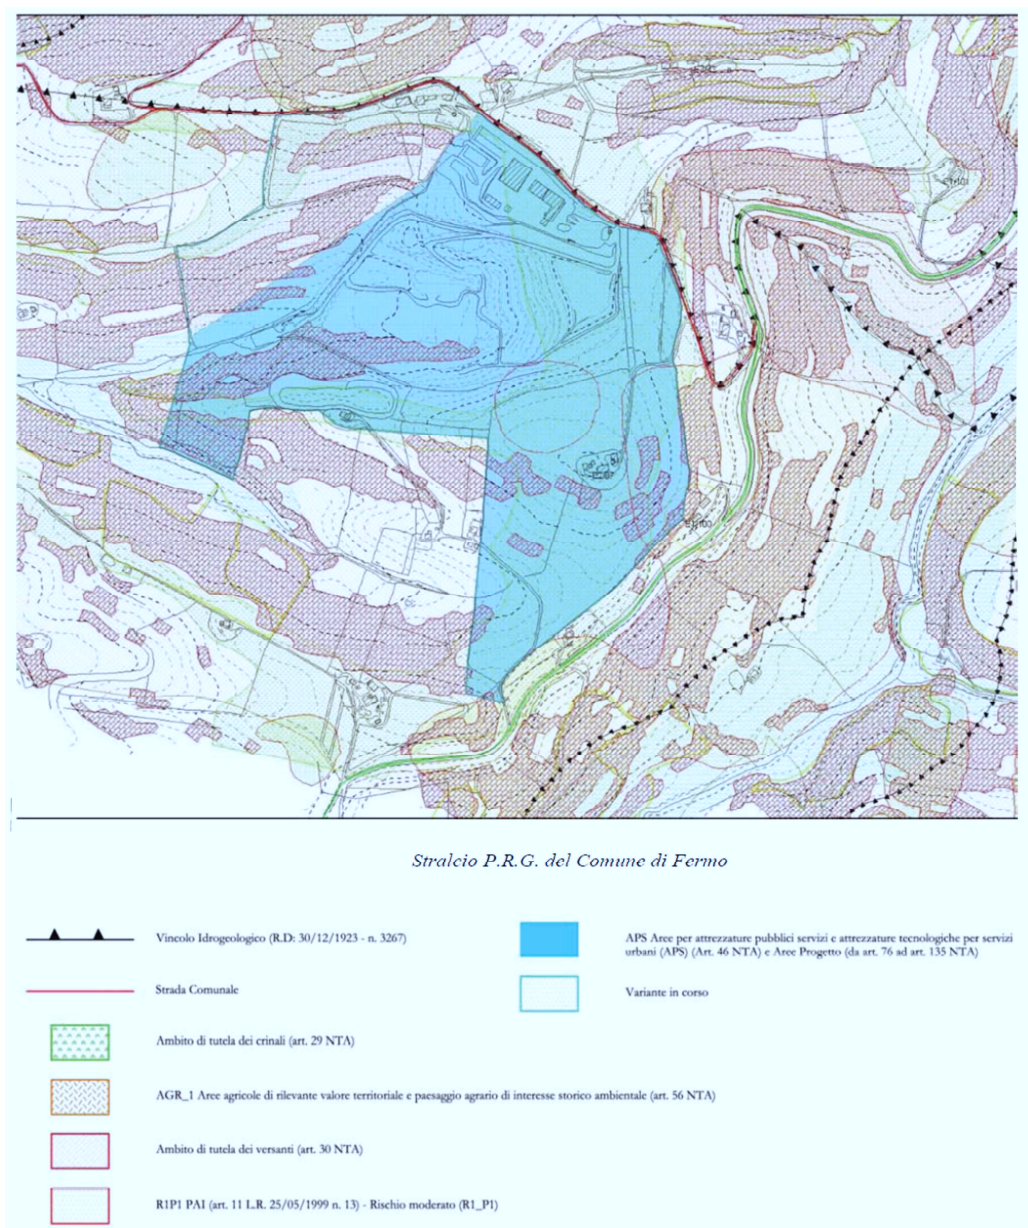 Stralcio P.R.G. del Comune di Fermo
Vincolo Idrogeologico (R.D: 30/12/1923 - n. 3267)
Strada Comunale
Ambito di tutela dei crinali (art. 29 NTA)
AGR_1 Aree agricole di rilevante valore territoriale e paesaggio agrario di interesse storico ambientale (art. 56 NTA)
Ambito di tutela dei versanti (art. 30 NTA)
R1P1 PAI (art. 11 L.R. 25/05/1999 n. 13) - Rischio moderato (R1_P1)
APS Aree per attrezzature pubblici servizi e attrezzature tecnologiche per servizi
urbani (APS) (Art. 46 NTA) e Aree Progetto (da art. 76 ad art. 135 NTA)
Variante in corso